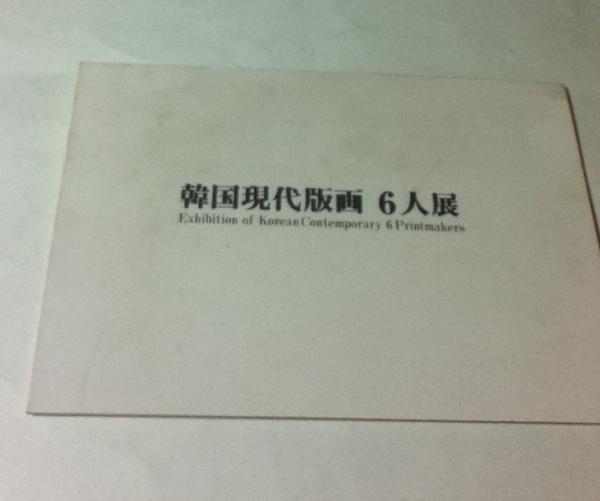 韓国現代版画 6人展
Exhibition of Korean Contemporary 6 Printmakers